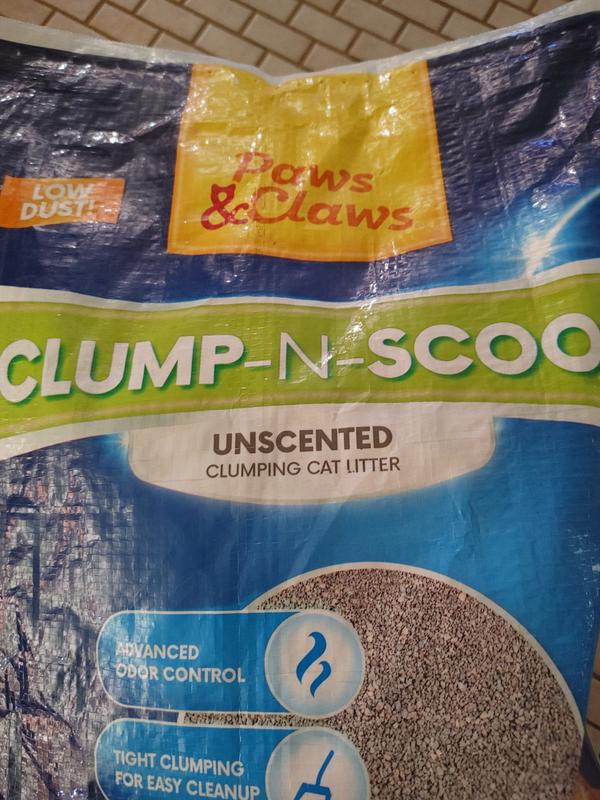 Paws
& Claws
LOW
DUST!
CLUMP-N-SCOO
UNSCENTED
CLUMPING CAT LITTER
ADVANCED
ODOR CONTROL
TIGHT CLUMPING
FOR EASY CLEANUP